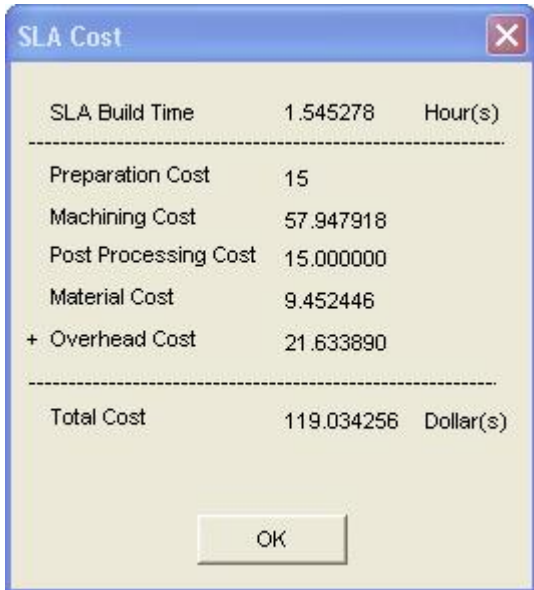 SLA Cost
SLA Build Time 1.545278 Hour(s)
Preparation Cost 15
Machining Cost 57.947918
Post Processing Cost 15.000000
Material Cost 9.452446
+ Overhead Cost 21.633890
Total Cost 119.034256 Dollar(s)
OK